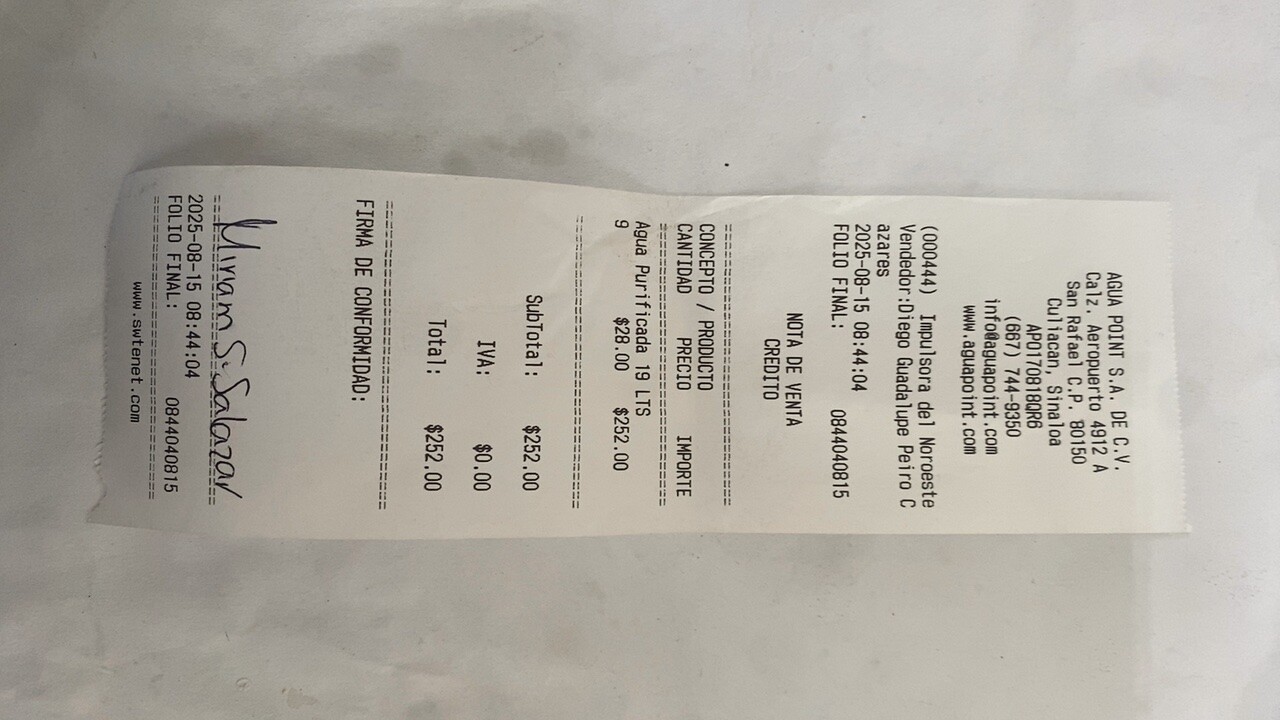 AGUA POINT S.A. DE C.V.
Calz. Aeropuerto 4912 A
San Rafael C.P. 80150
Culiacan, Sinaloa
APO170818QR6
(667) 744-9350
info@aguapoint.com
www.aguapoint.com
(000444) Impulsora del Noroeste
Vendedor:Diego Guadalupe Peiro C
azares
2025-08-15 08:44:04
FOLIO FINAL: 0844040815
NOTA DE VENTA
CREDITO
================================
CONCEPTO / PRODUCTO
CANTIDAD PRECIO IMPORTE
================================
Agua Purificada 19 LTS
9 $28.00 $252.00
================================
SubTotal: $252.00
IVA: $0.00
Total: $252.00
================================
FIRMA DE CONFORMIDAD:
Miriam S. Salazar
================================
2025-08-15 08:44:04
FOLIO FINAL: 0844040815
================================
www.swtenet.com